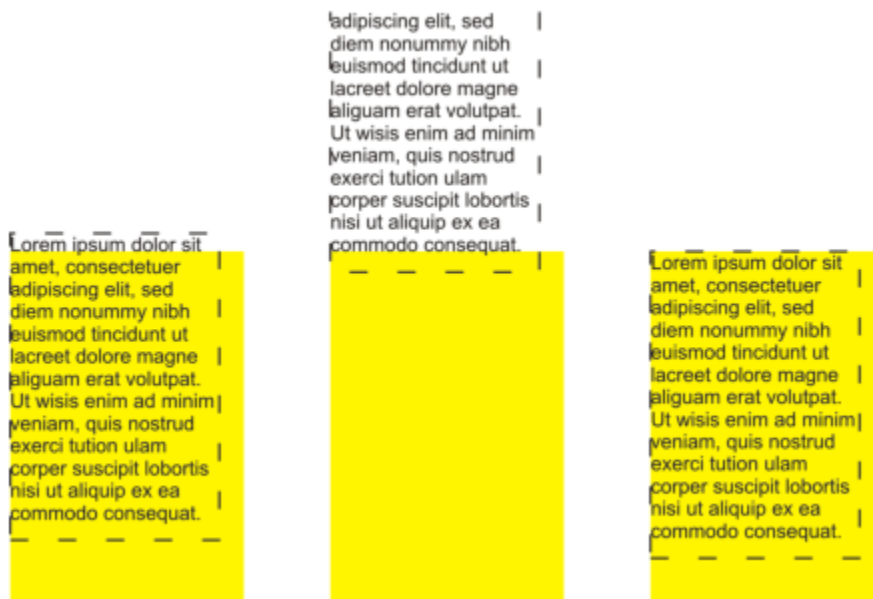 Lorem ipsum dolor sit
amet, consectetuer
adipiscing elit, sed
diem nonummy nibh
euismod tincidunt ut
lacreet dolore magne
aliguam erat volutpat.
Ut wisis enim ad minim
veniam, quis nostrud
exerci tution ulam
corper suscipit lobortis
nisi ut aliquip ex ea
commodo consequat.
adipiscing elit, sed
diem nonummy nibh
euismod tincidunt ut
lacreet dolore magne
aliguam erat volutpat.
Ut wisis enim ad minim
veniam, quis nostrud
exerci tution ulam
corper suscipit lobortis
nisi ut aliquip ex ea
commodo consequat.
Lorem ipsum dolor sit
amet, consectetuer
adipiscing elit, sed
diem nonummy nibh
euismod tincidunt ut
lacreet dolore magne
aliguam erat volutpat.
Ut wisis enim ad minim
veniam, quis nostrud
exerci tution ulam
corper suscipit lobortis
nisi ut aliquip ex ea
commodo consequat.